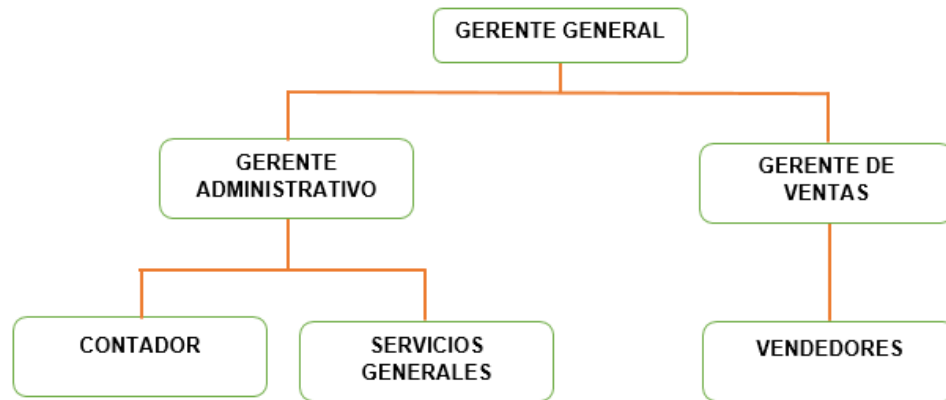 GERENTE GENERAL
GERENTE
ADMINISTRATIVO
GERENTE DE
VENTAS
CONTADOR
SERVICIOS
GENERALES
VENDEDORES